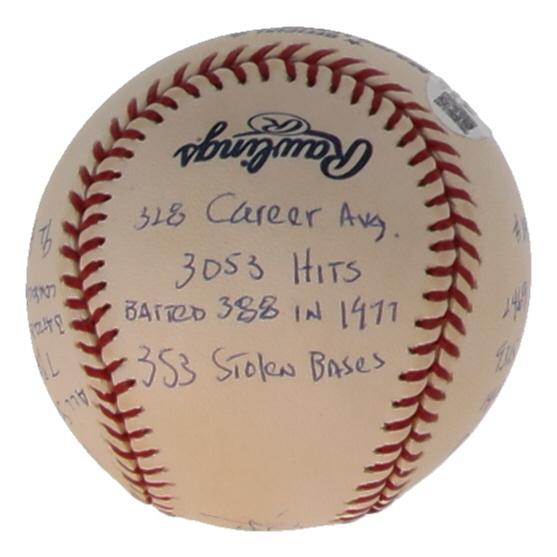 Rawlings
328 Career Avg.
3053 Hits
Batted 388 in 1977
353 Stolen Bases